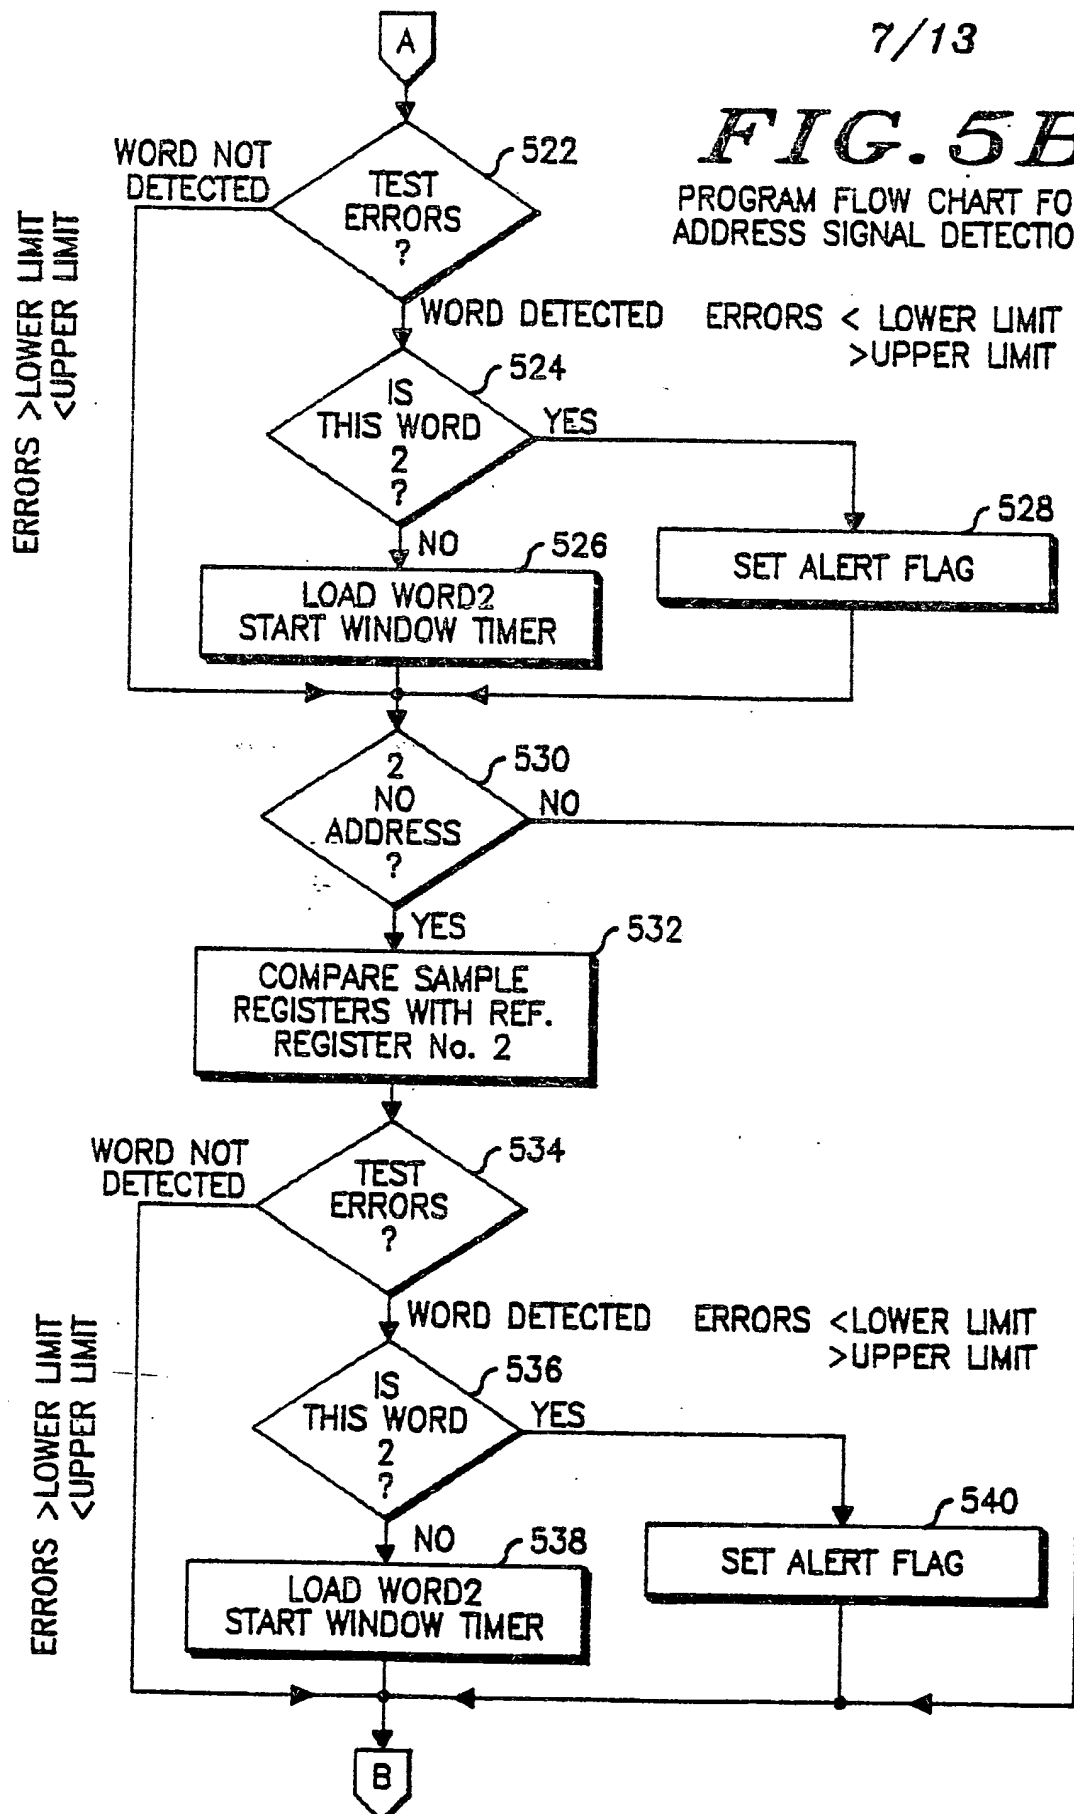 7/13
A
FIG. 5B
PROGRAM FLOW CHART FO
ADDRESS SIGNAL DETECTIO
WORD NOT
DETECTED
522
TEST
ERRORS
?
ERRORS >LOWER LIMIT
<UPPER LIMIT
WORD DETECTED
ERRORS < LOWER LIMIT
>UPPER LIMIT
524
IS
THIS WORD
2
?
YES
NO
526
LOAD WORD2
START WINDOW TIMER
528
SET ALERT FLAG
530
2
NO
ADDRESS
?
NO
YES
532
COMPARE SAMPLE
REGISTERS WITH REF.
REGISTER No. 2
WORD NOT
DETECTED
534
TEST
ERRORS
?
ERRORS >LOWER LIMIT
<UPPER LIMIT
WORD DETECTED
ERRORS <LOWER LIMIT
>UPPER LIMIT
536
IS
THIS WORD
2
?
YES
NO
538
LOAD WORD2
START WINDOW TIMER
540
SET ALERT FLAG
B